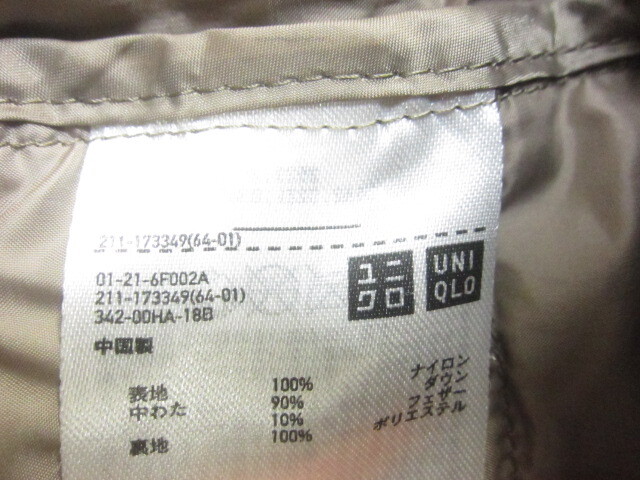 211-173349(64-01)
01-21-6F002A
211-173349(64-01)
342-00HA-18B
ユニクロ
UNIQLO
中国製
表地 100% ナイロン
中わた 90% ダウン
10% フェザー
裏地 100% ポリエステル